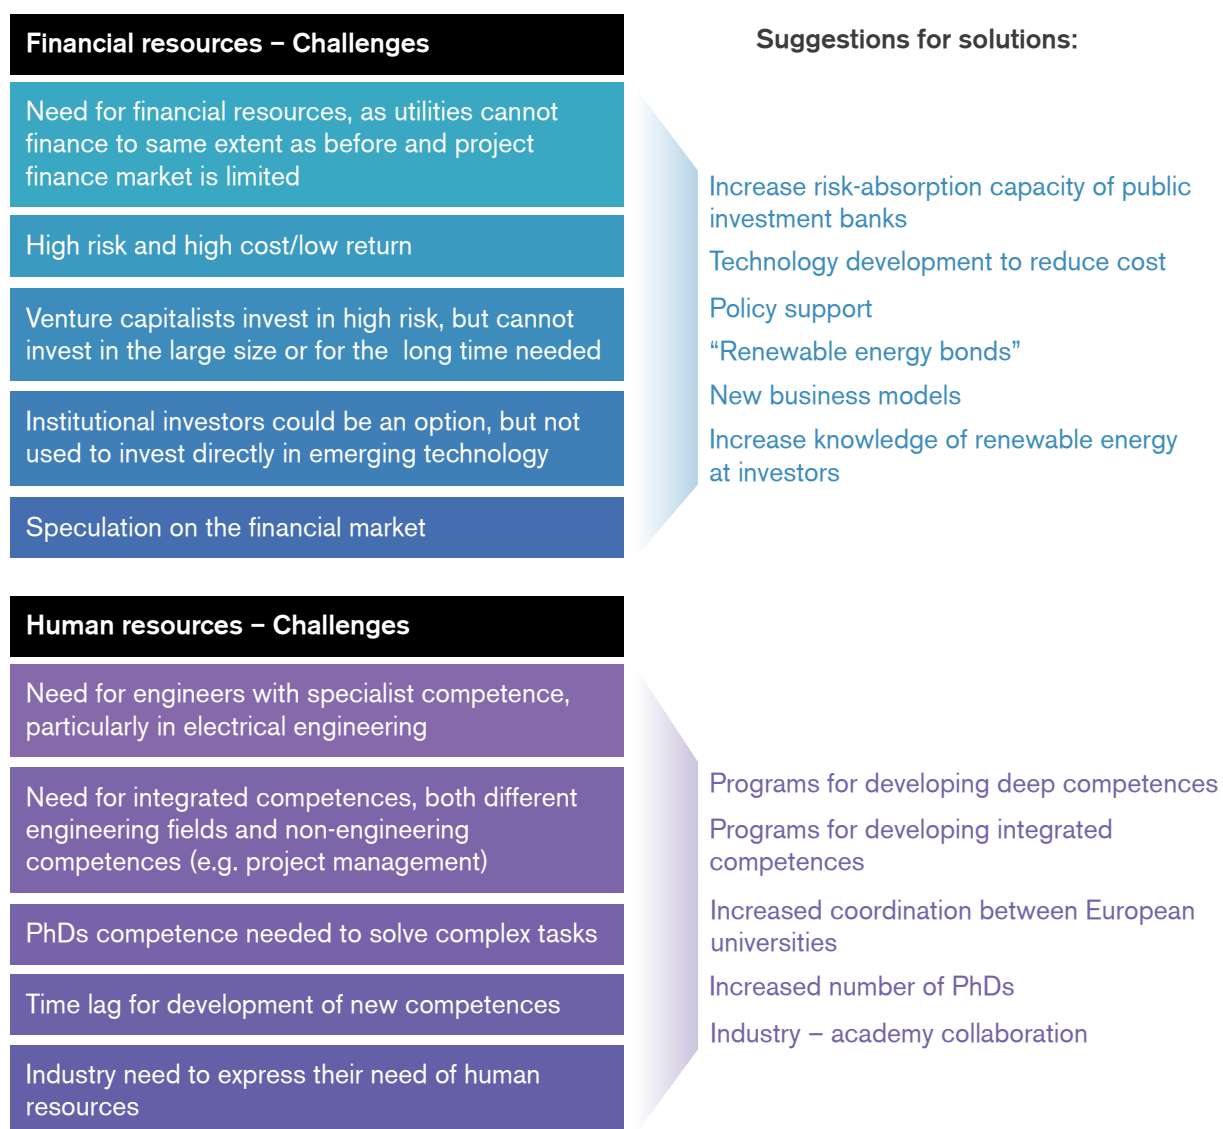 Financial resources – Challenges
Need for financial resources, as utilities cannot
finance to same extent as before and project
finance market is limited
High risk and high cost/low return
Venture capitalists invest in high risk, but cannot
invest in the large size or for the  long time needed
Institutional investors could be an option, but not
used to invest directly in emerging technology
Speculation on the financial market
Suggestions for solutions:
Increase risk-absorption capacity of public
investment banks
Technology development to reduce cost
Policy support
“Renewable energy bonds”
New business models
Increase knowledge of renewable energy
at investors
Human resources – Challenges
Need for engineers with specialist competence,
particularly in electrical engineering
Need for integrated competences, both different
engineering fields and non-engineering
competences (e.g. project management)
PhDs competence needed to solve complex tasks
Time lag for development of new competences
Industry need to express their need of human
resources
Programs for developing deep competences
Programs for developing integrated
competences
Increased coordination between European
universities
Increased number of PhDs
Industry – academy collaboration